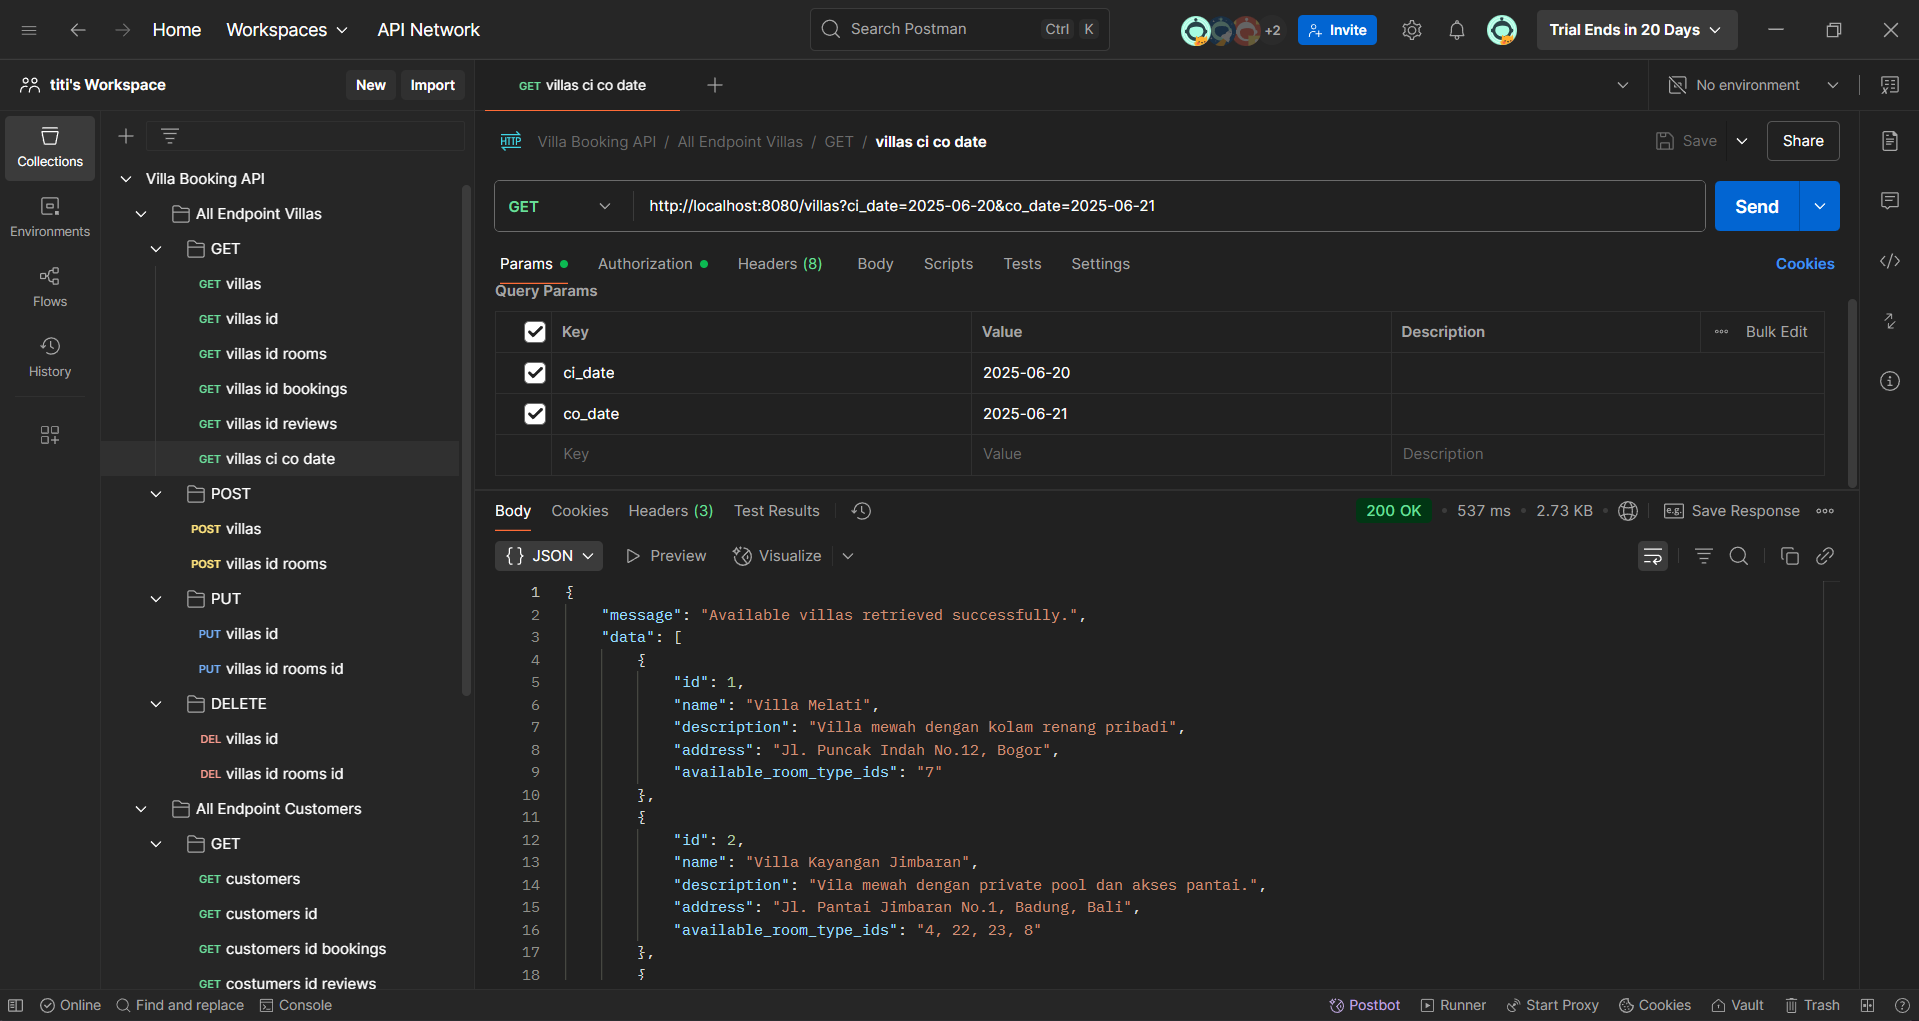 Home Workspaces API Network Search Postman Ctrl K +2 Invite Trial Ends in 20 Days
titi's Workspace New Import GET villas ci co date No environment
Collections
Environments
Flows
History
Villa Booking API
All Endpoint Villas
GET
GET villas
GET villas id
GET villas id rooms
GET villas id bookings
GET villas id reviews
GET villas ci co date
POST
POST villas
POST villas id rooms
PUT
PUT villas id
PUT villas id rooms id
DELETE
DEL villas id
DEL villas id rooms id
All Endpoint Customers
GET
GET customers
GET customers id
GET customers id bookings
GET costumers id reviews
HTTP Villa Booking API / All Endpoint Villas / GET / villas ci co date Save Share
GET http://localhost:8080/villas?ci_date=2025-06-20&co_date=2025-06-21 Send
Params Authorization Headers (8) Body Scripts Tests Settings Cookies
Query Params
Key Value Description Bulk Edit
ci_date 2025-06-20
co_date 2025-06-21
Key Value Description
Body Cookies Headers (3) Test Results 200 OK 537 ms 2.73 KB e.g. Save Response
{} JSON Preview Visualize
1 {
2 "message": "Available villas retrieved successfully.",
3 "data": [
4 {
5 "id": 1,
6 "name": "Villa Melati",
7 "description": "Villa mewah dengan kolam renang pribadi",
8 "address": "Jl. Puncak Indah No.12, Bogor",
9 "available_room_type_ids": "7"
10 },
11 {
12 "id": 2,
13 "name": "Villa Kayangan Jimbaran",
14 "description": "Vila mewah dengan private pool dan akses pantai.",
15 "address": "Jl. Pantai Jimbaran No.1, Badung, Bali",
16 "available_room_type_ids": "4, 22, 23, 8"
17 },
18 {
Online Find and replace Console Postbot Runner Start Proxy Cookies Vault Trash